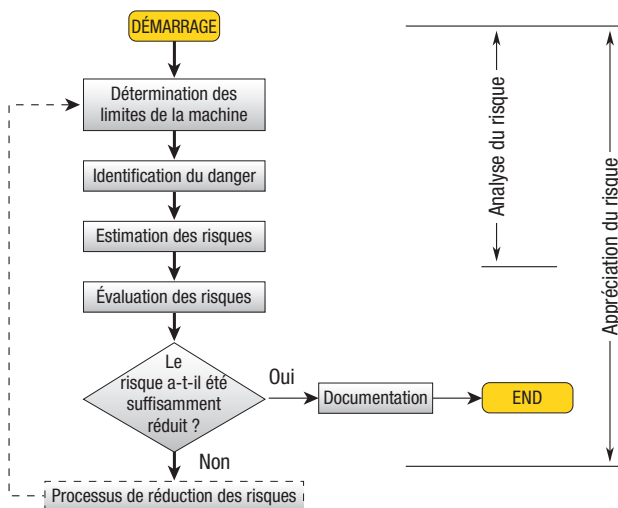 DÉMARRAGE
Détermination des
limites de la machine
Identification du danger
Estimation des risques
Évaluation des risques
Le
risque a-t-il été
suffisamment
réduit ?
Oui
Documentation
END
Non
Processus de réduction des risques
Analyse du risque
Appréciation du risque